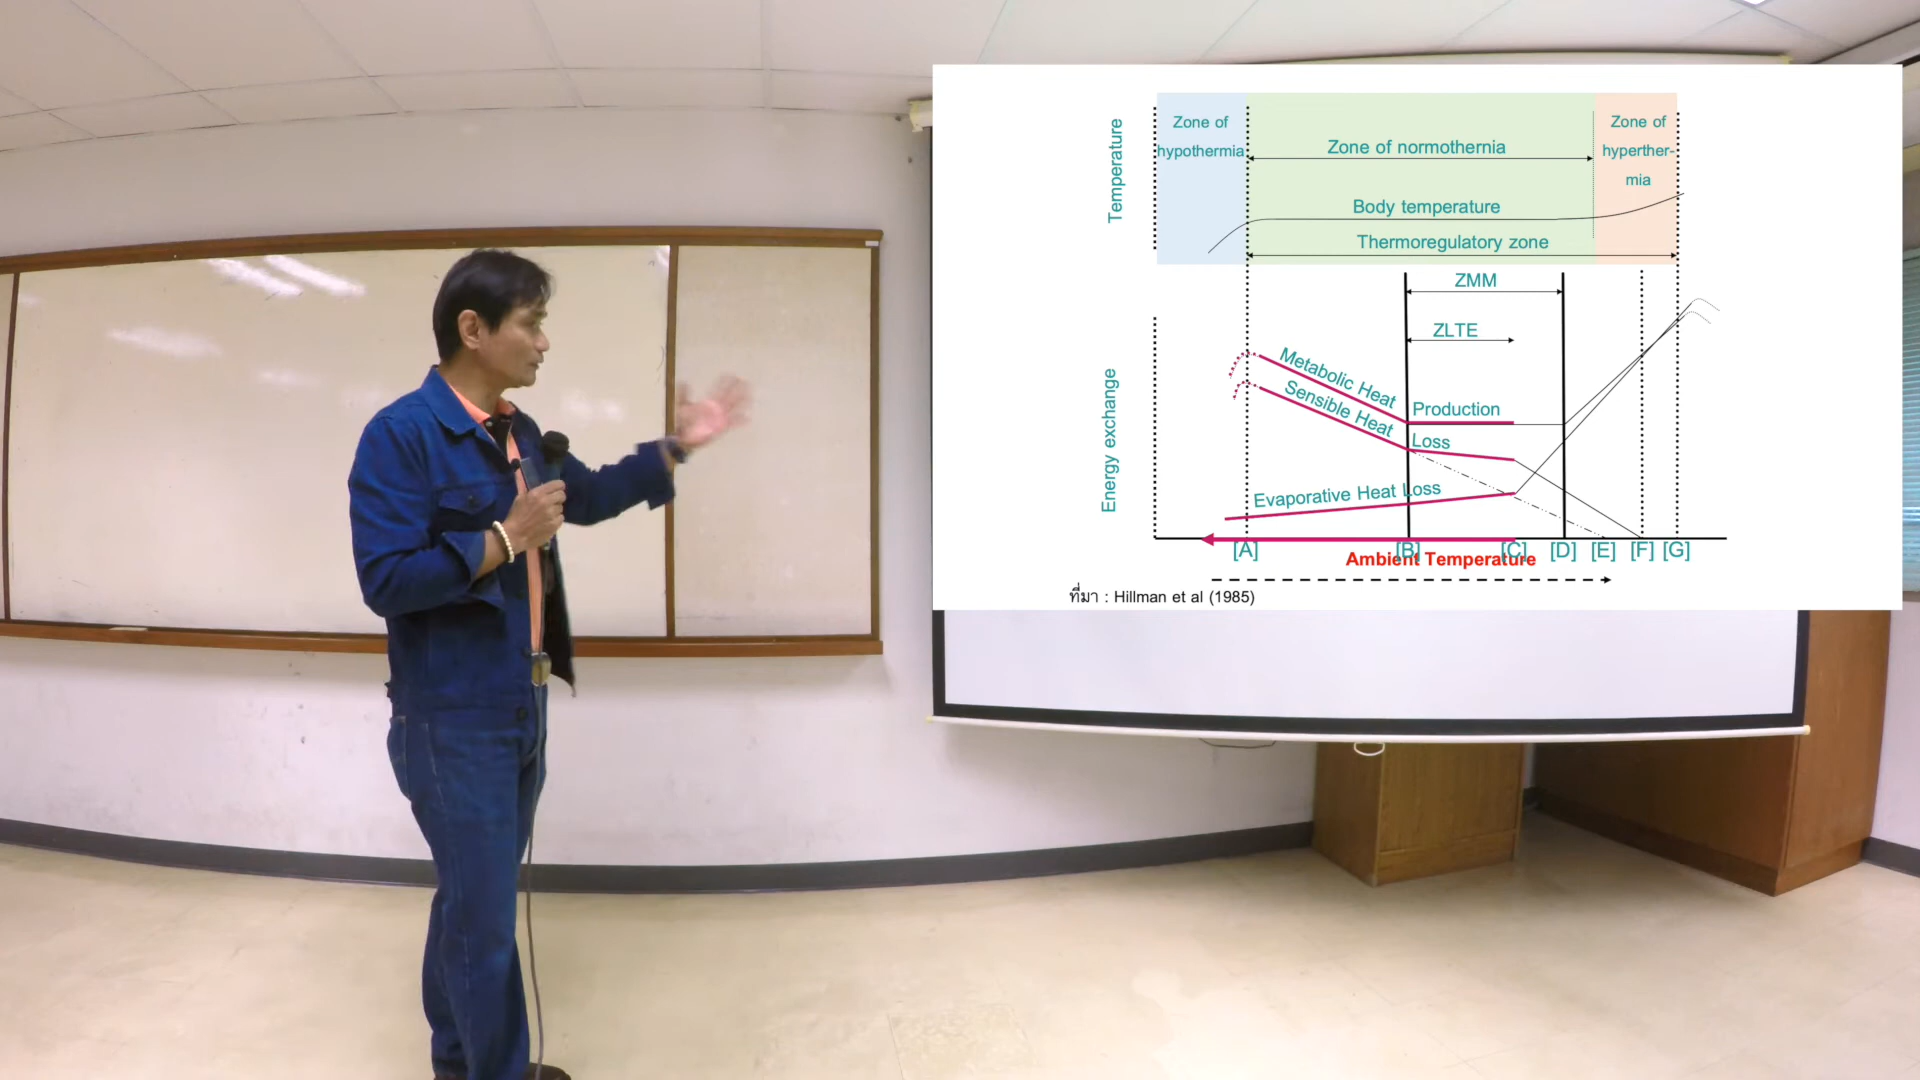 Temperature
Zone of
hypothermia
Zone of normothernia
Zone of
hyperther-
mia
Body temperature
Thermoregulatory zone
ZMM
ZLTE
Energy exchange
Metabolic Heat Production
Sensible Heat Loss
Evaporative Heat Loss
[A] [B] [C] [D] [E] [F] [G]
Ambient Temperature
ที่มา : Hillman et al (1985)